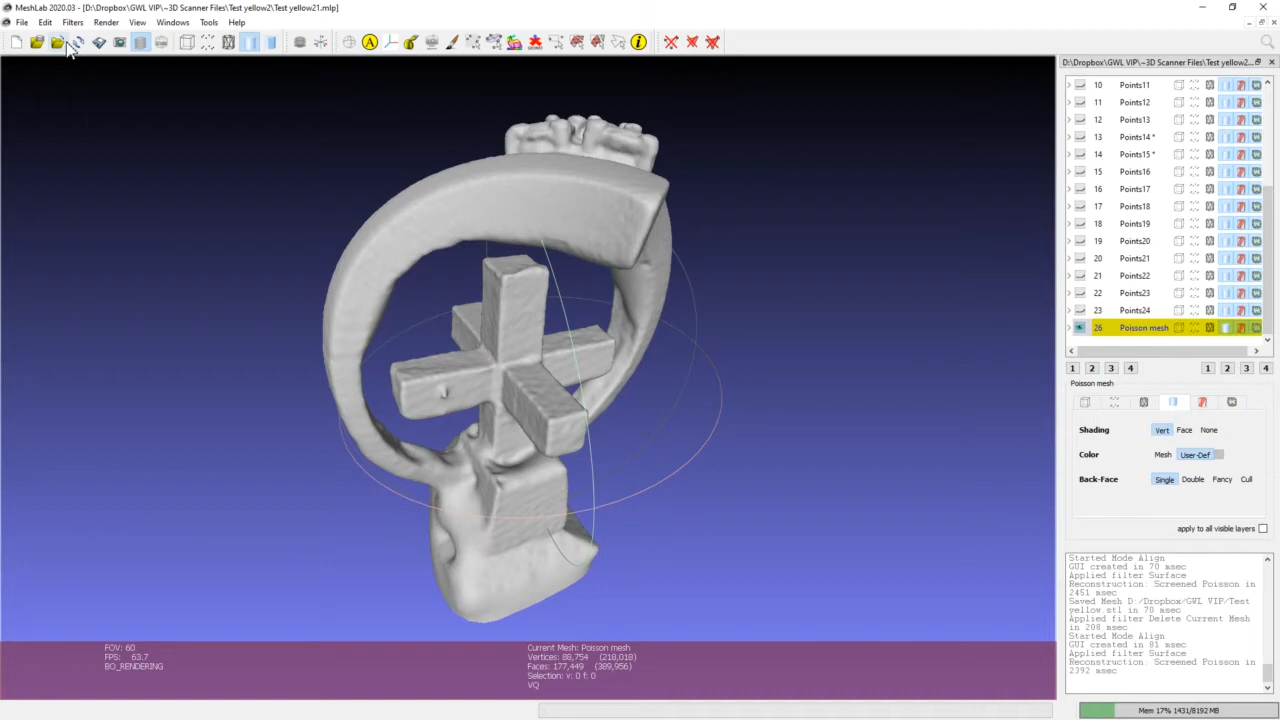 MeshLab 2020.03 - [D:\Dropbox\GWL VIP\~3D Scanner Files\Test yellow2\Test yellow21.mlp]
File Edit Filters Render View Windows Tools Help
D:\Dropbox\GWL VIP\~3D Scanner Files\Test yellow2...
10 Points11
11 Points12
12 Points13
13 Points14 *
14 Points15 *
15 Points16
16 Points17
17 Points18
18 Points19
19 Points20
20 Points21
21 Points22
22 Points23
23 Points24
26 Poisson mesh
1 2 3 4 1 2 3 4
Poisson mesh
Shading Vert Face None
Color Mesh User-Def
Back-Face Single Double Fancy Cull
apply to all visible layers
Started Mode Align
GUI created in 70 msec
Applied filter Surface
Reconstruction: Screened Poisson in
2451 msec
Saved Mesh D:/Dropbox/GWL VIP/Test
yellow.stl in 70 msec
Applied filter Delete Current Mesh
in 208 msec
Started Mode Align
GUI created in 81 msec
Applied filter Surface
Reconstruction: Screened Poisson in
2392 msec
FOV: 60
FPS: 63.7
BO_RENDERING
Current Mesh: Poisson mesh
Vertices: 88,754 (218,018)
Faces: 177,449 (389,956)
Selection: v: 0 f: 0
VQ
Mem 17% 1431/8192 MB